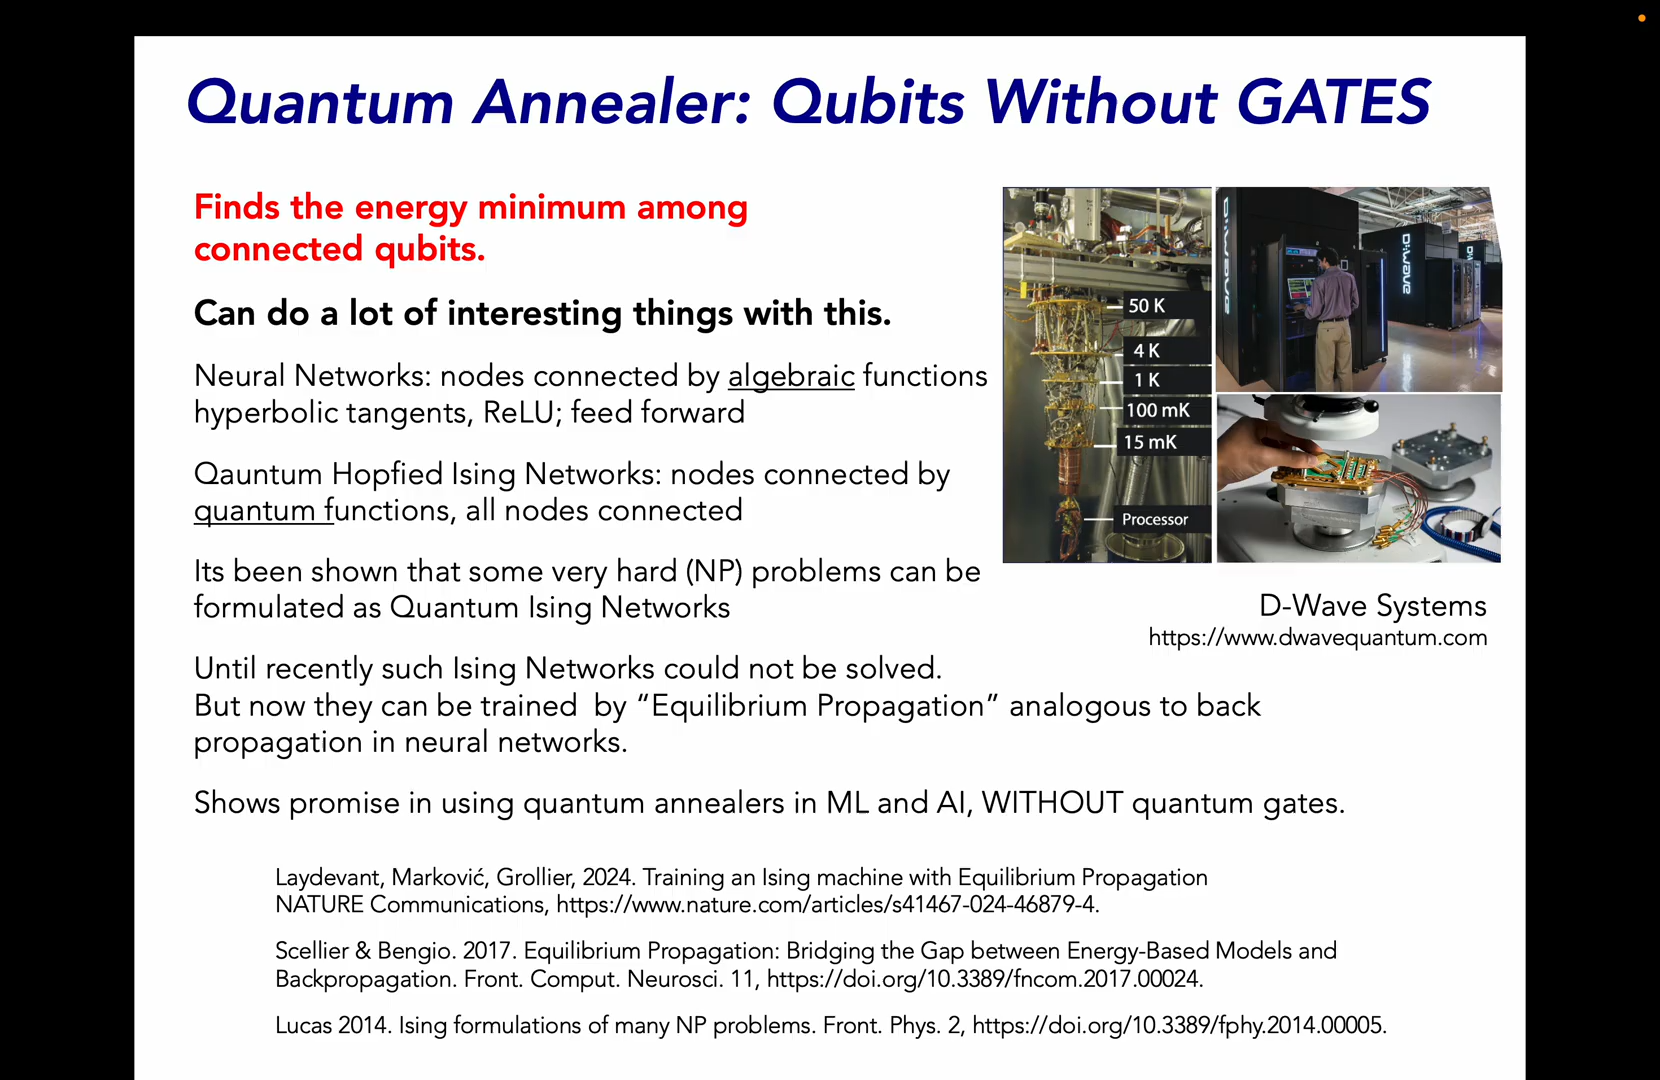 Quantum Annealer: Qubits Without GATES
Finds the energy minimum among
connected qubits.
Can do a lot of interesting things with this.
Neural Networks: nodes connected by algebraic functions
hyperbolic tangents, ReLU; feed forward
Qauntum Hopfied Ising Networks: nodes connected by
quantum functions, all nodes connected
Its been shown that some very hard (NP) problems can be
formulated as Quantum Ising Networks
Until recently such Ising Networks could not be solved.
But now they can be trained  by “Equilibrium Propagation” analogous to back
propagation in neural networks.
Shows promise in using quantum annealers in ML and AI, WITHOUT quantum gates.
50 K
4 K
1 K
100 mK
15 mK
Processor
D:WAVE
D:WAVE
D:WAVE
D-Wave Systems
https://www.dwavequantum.com
Laydevant, Marković, Grollier, 2024. Training an Ising machine with Equilibrium Propagation
NATURE Communications, https://www.nature.com/articles/s41467-024-46879-4.
Scellier & Bengio. 2017. Equilibrium Propagation: Bridging the Gap between Energy-Based Models and
Backpropagation. Front. Comput. Neurosci. 11, https://doi.org/10.3389/fncom.2017.00024.
Lucas 2014. Ising formulations of many NP problems. Front. Phys. 2, https://doi.org/10.3389/fphy.2014.00005.